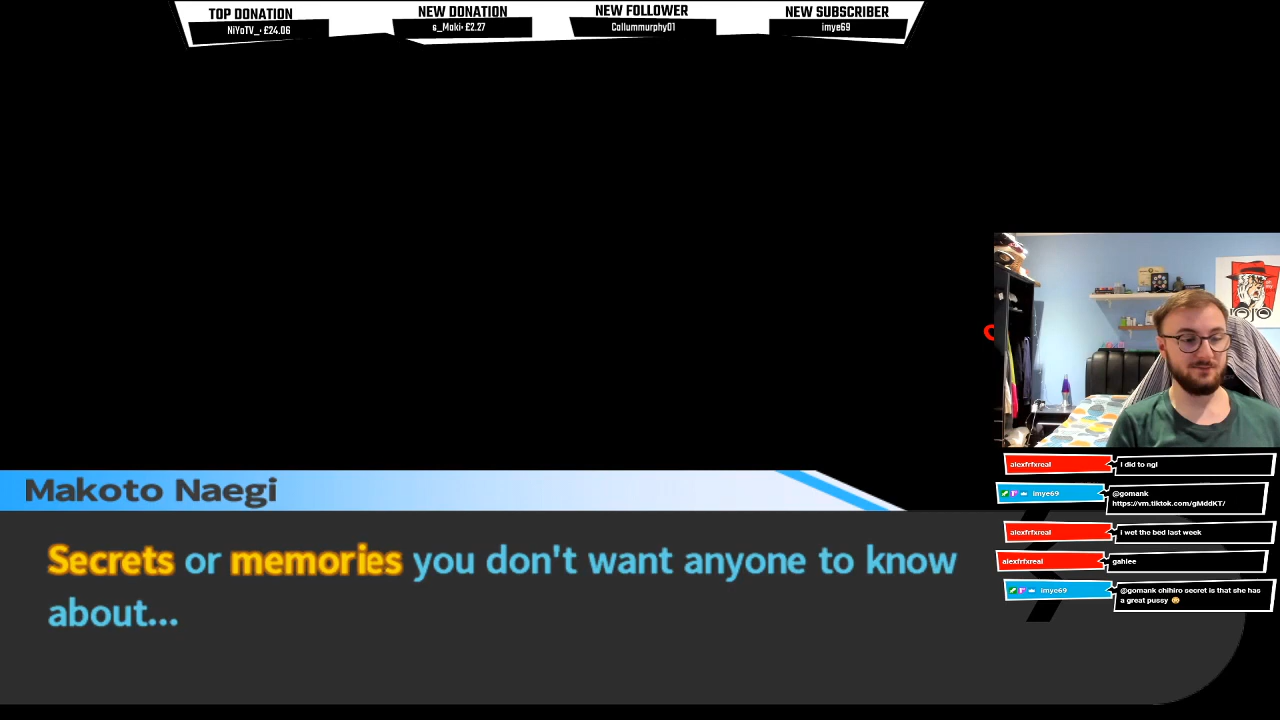 TOP DONATION
NiYoTV_• £24.06
NEW DONATION
s_Maki• £2.27
NEW FOLLOWER
Callummurphy01
NEW SUBSCRIBER
imye69
JOJO
Makoto Naegi
Secrets or memories you don't want anyone to know
about...
alexfrfxreal
i did to ngl
imye69
@gomank
https://vm.tiktok.com/gMddKT/
alexfrfxreal
i wet the bed last week
alexfrfxreal
gahlee
imye69
@gomank chihiro secret is that she has
a great pussy 😳